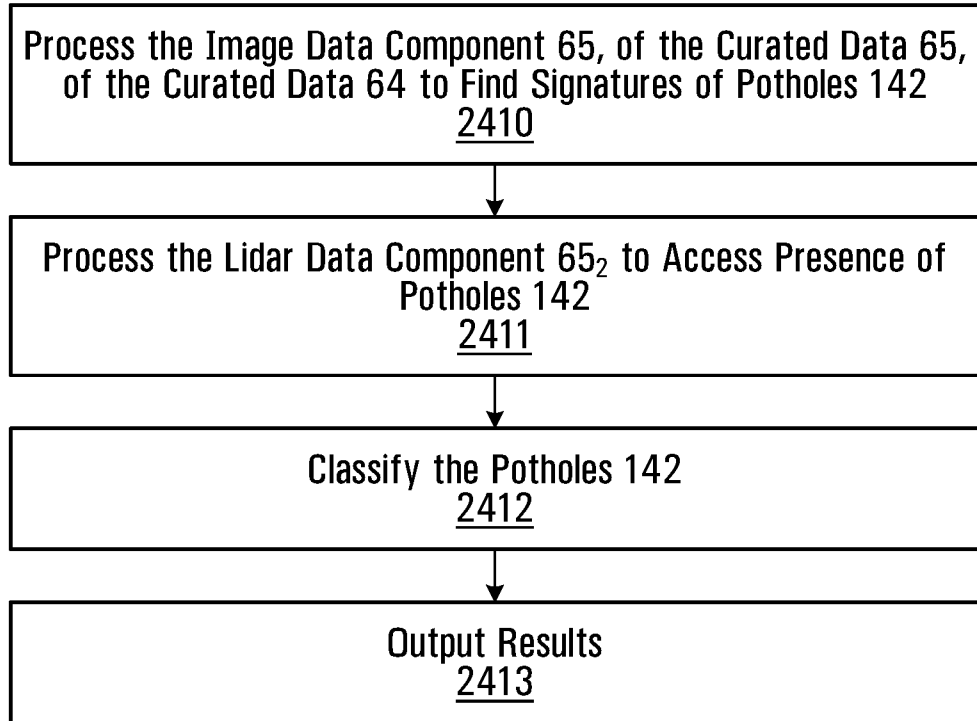 Process the Image Data Component 65, of the Curated Data 65,
of the Curated Data 64 to Find Signatures of Potholes 142
2410
Process the Lidar Data Component 65₂ to Access Presence of
Potholes 142
2411
Classify the Potholes 142
2412
Output Results
2413